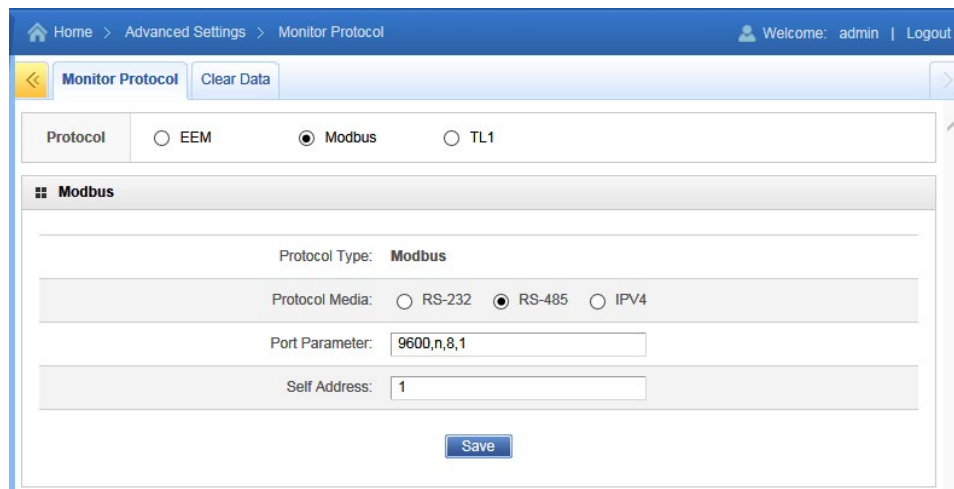 Home > Advanced Settings > Monitor Protocol Welcome: admin | Logout
Monitor Protocol Clear Data
Protocol EEM Modbus TL1
Modbus
Protocol Type: Modbus
Protocol Media: RS-232 RS-485 IPV4
Port Parameter: 9600,n,8,1
Self Address: 1
Save